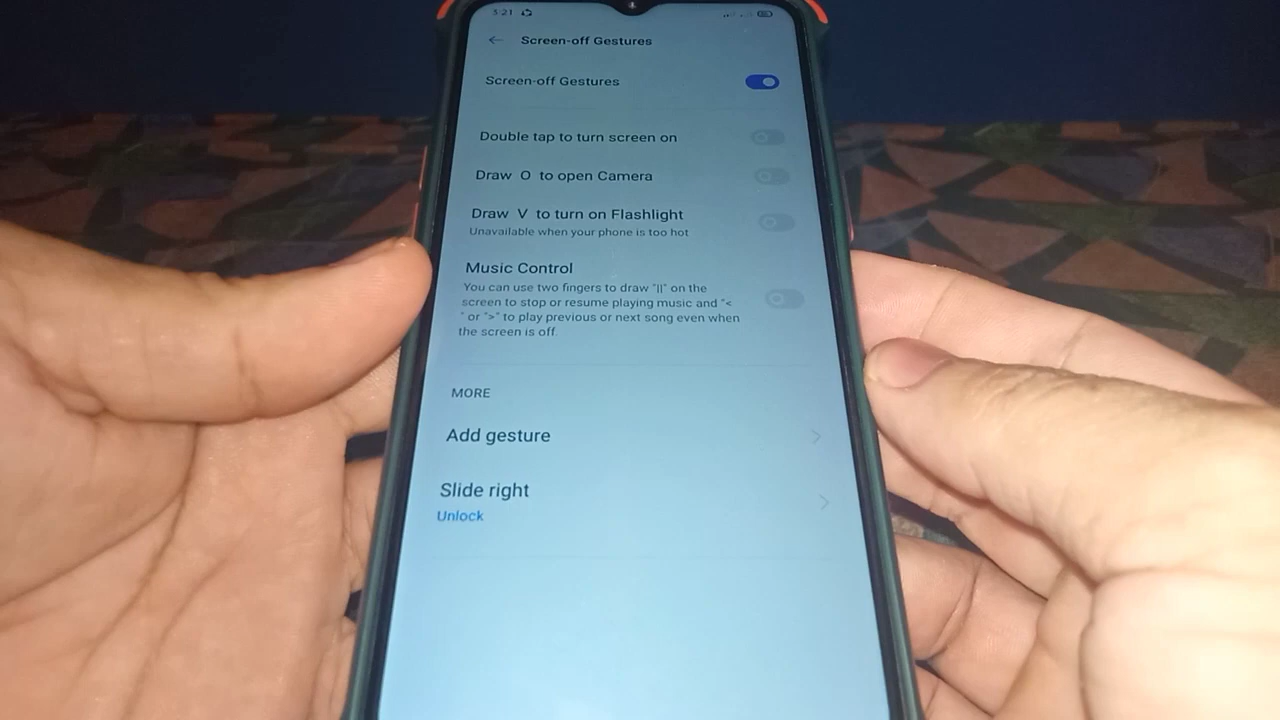 3:21
Screen-off Gestures
Screen-off Gestures
Double tap to turn screen on
Draw O to open Camera
Draw V to turn on Flashlight
Unavailable when your phone is too hot
Music Control
You can use two fingers to draw "||" on the
screen to stop or resume playing music and "<
" or ">" to play previous or next song even when
the screen is off.
MORE
Add gesture
Slide right
Unlock